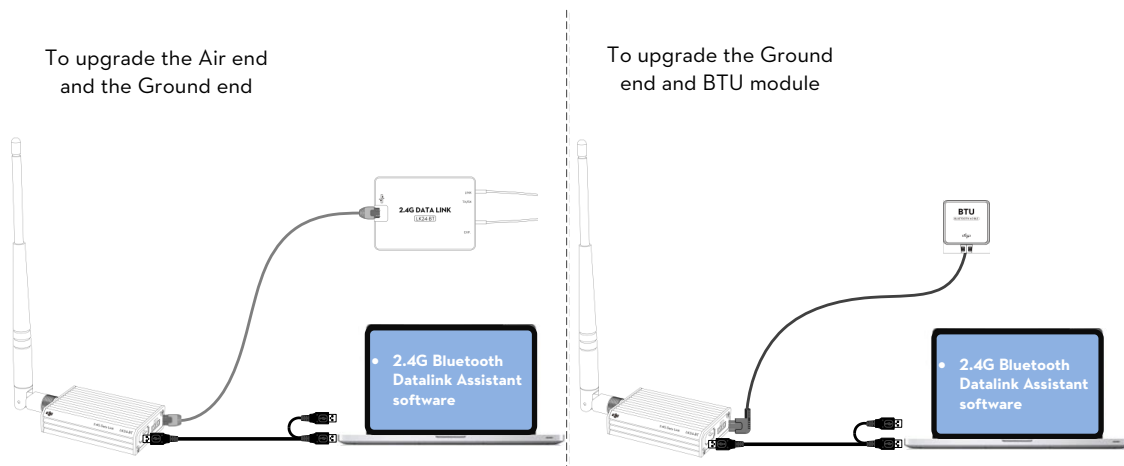 To upgrade the Air end
and the Ground end
2.4G DATA LINK
LK24-BT
2.4G Bluetooth
Datalink Assistant
software
To upgrade the Ground
end and BTU module
BTU
2.4G Bluetooth
Datalink Assistant
software